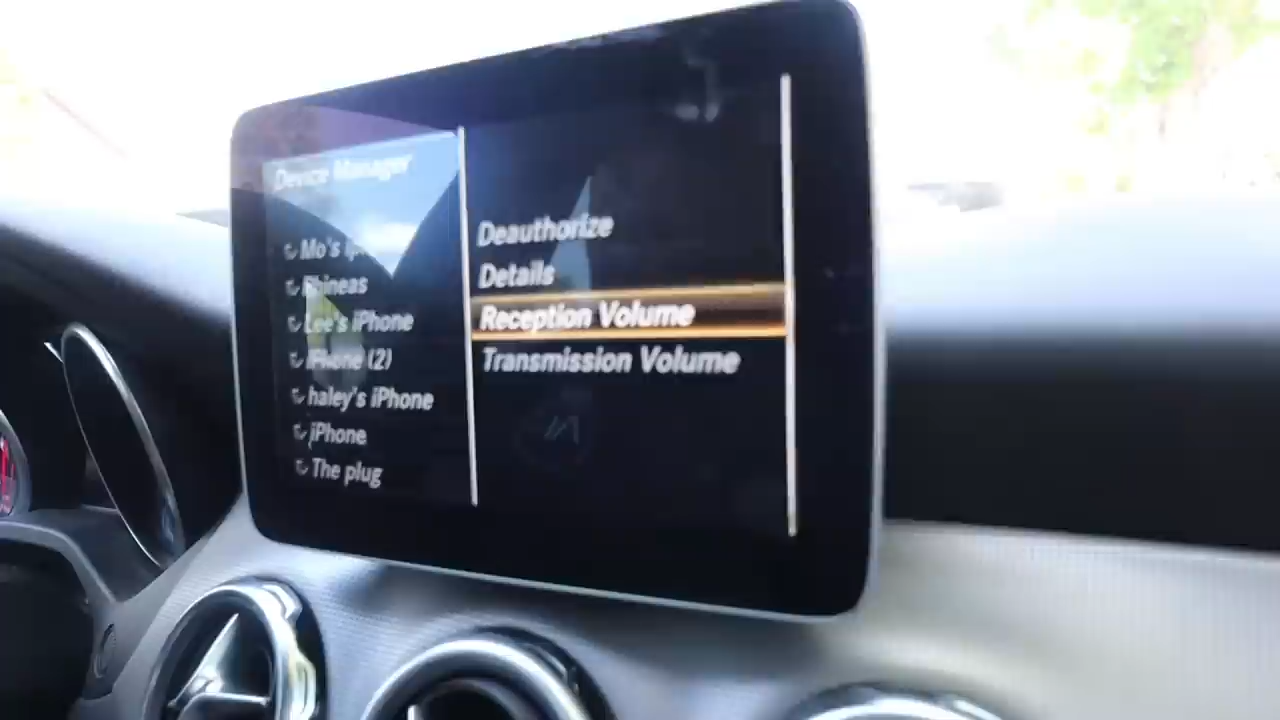 Device Manager
Mo's
Phineas
Lee's iPhone
iPhone (2)
haley's iPhone
iPhone
The plug
Deauthorize
Details
Reception Volume
Transmission Volume